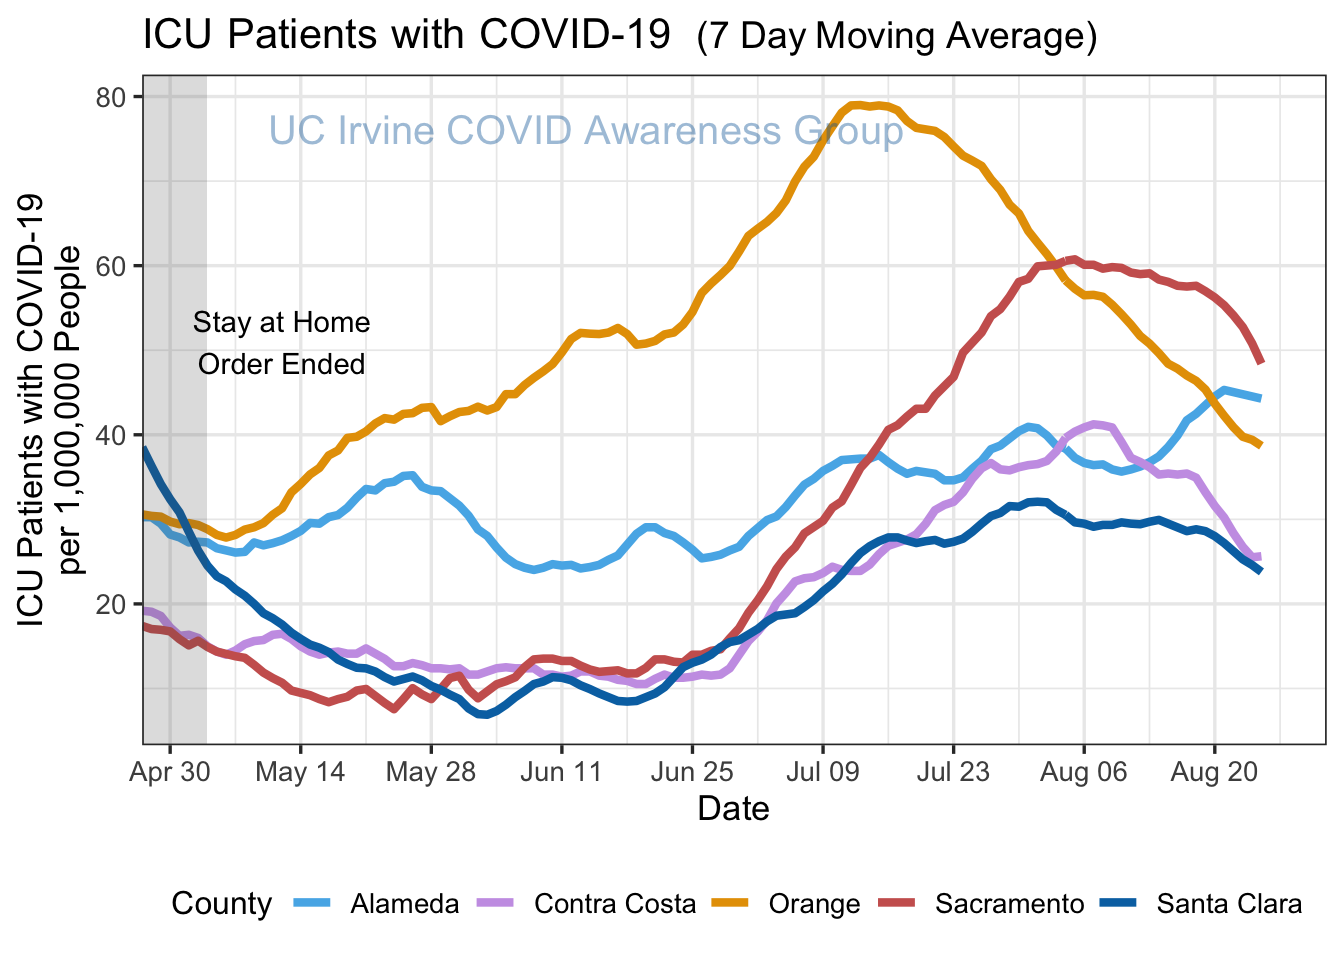 ICU Patients with COVID-19 (7 Day Moving Average)
ICU Patients with COVID-19
per 1,000,000 People
80
60
40
20
UC Irvine COVID Awareness Group
Stay at Home
Order Ended
Apr 30 May 14 May 28 Jun 11 Jun 25 Jul 09 Jul 23 Aug 06 Aug 20
Date
County Alameda Contra Costa Orange Sacramento Santa Clara